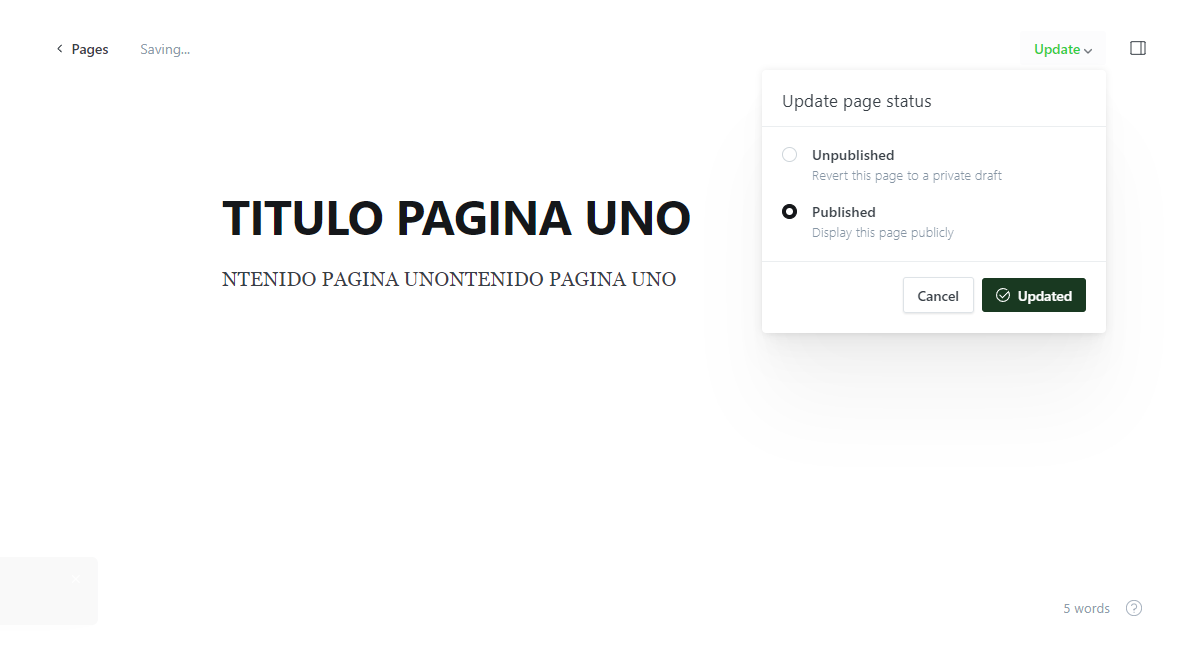 Pages
Saving...
Update
Update page status
Unpublished
Revert this page to a private draft
Published
Display this page publicly
Cancel
Updated
TITULO PAGINA UNO
NTENIDO PAGINA UNONTENIDO PAGINA UNO
5 words
?